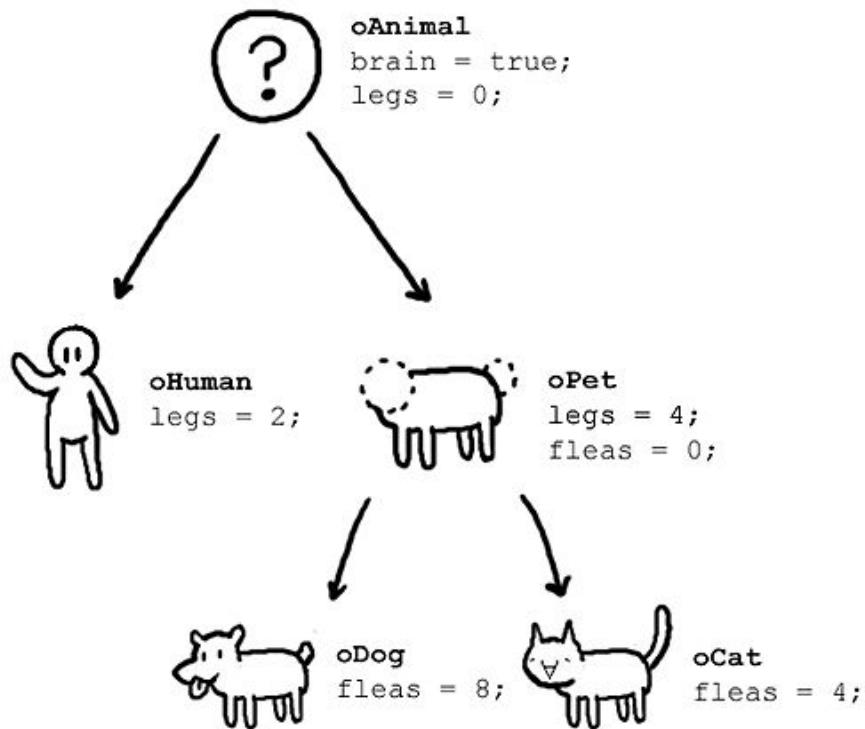 ?
oAnimal
brain = true;
legs = 0;
oHuman
legs = 2;
oPet
legs = 4;
fleas = 0;
oDog
fleas = 8;
oCat
fleas = 4;